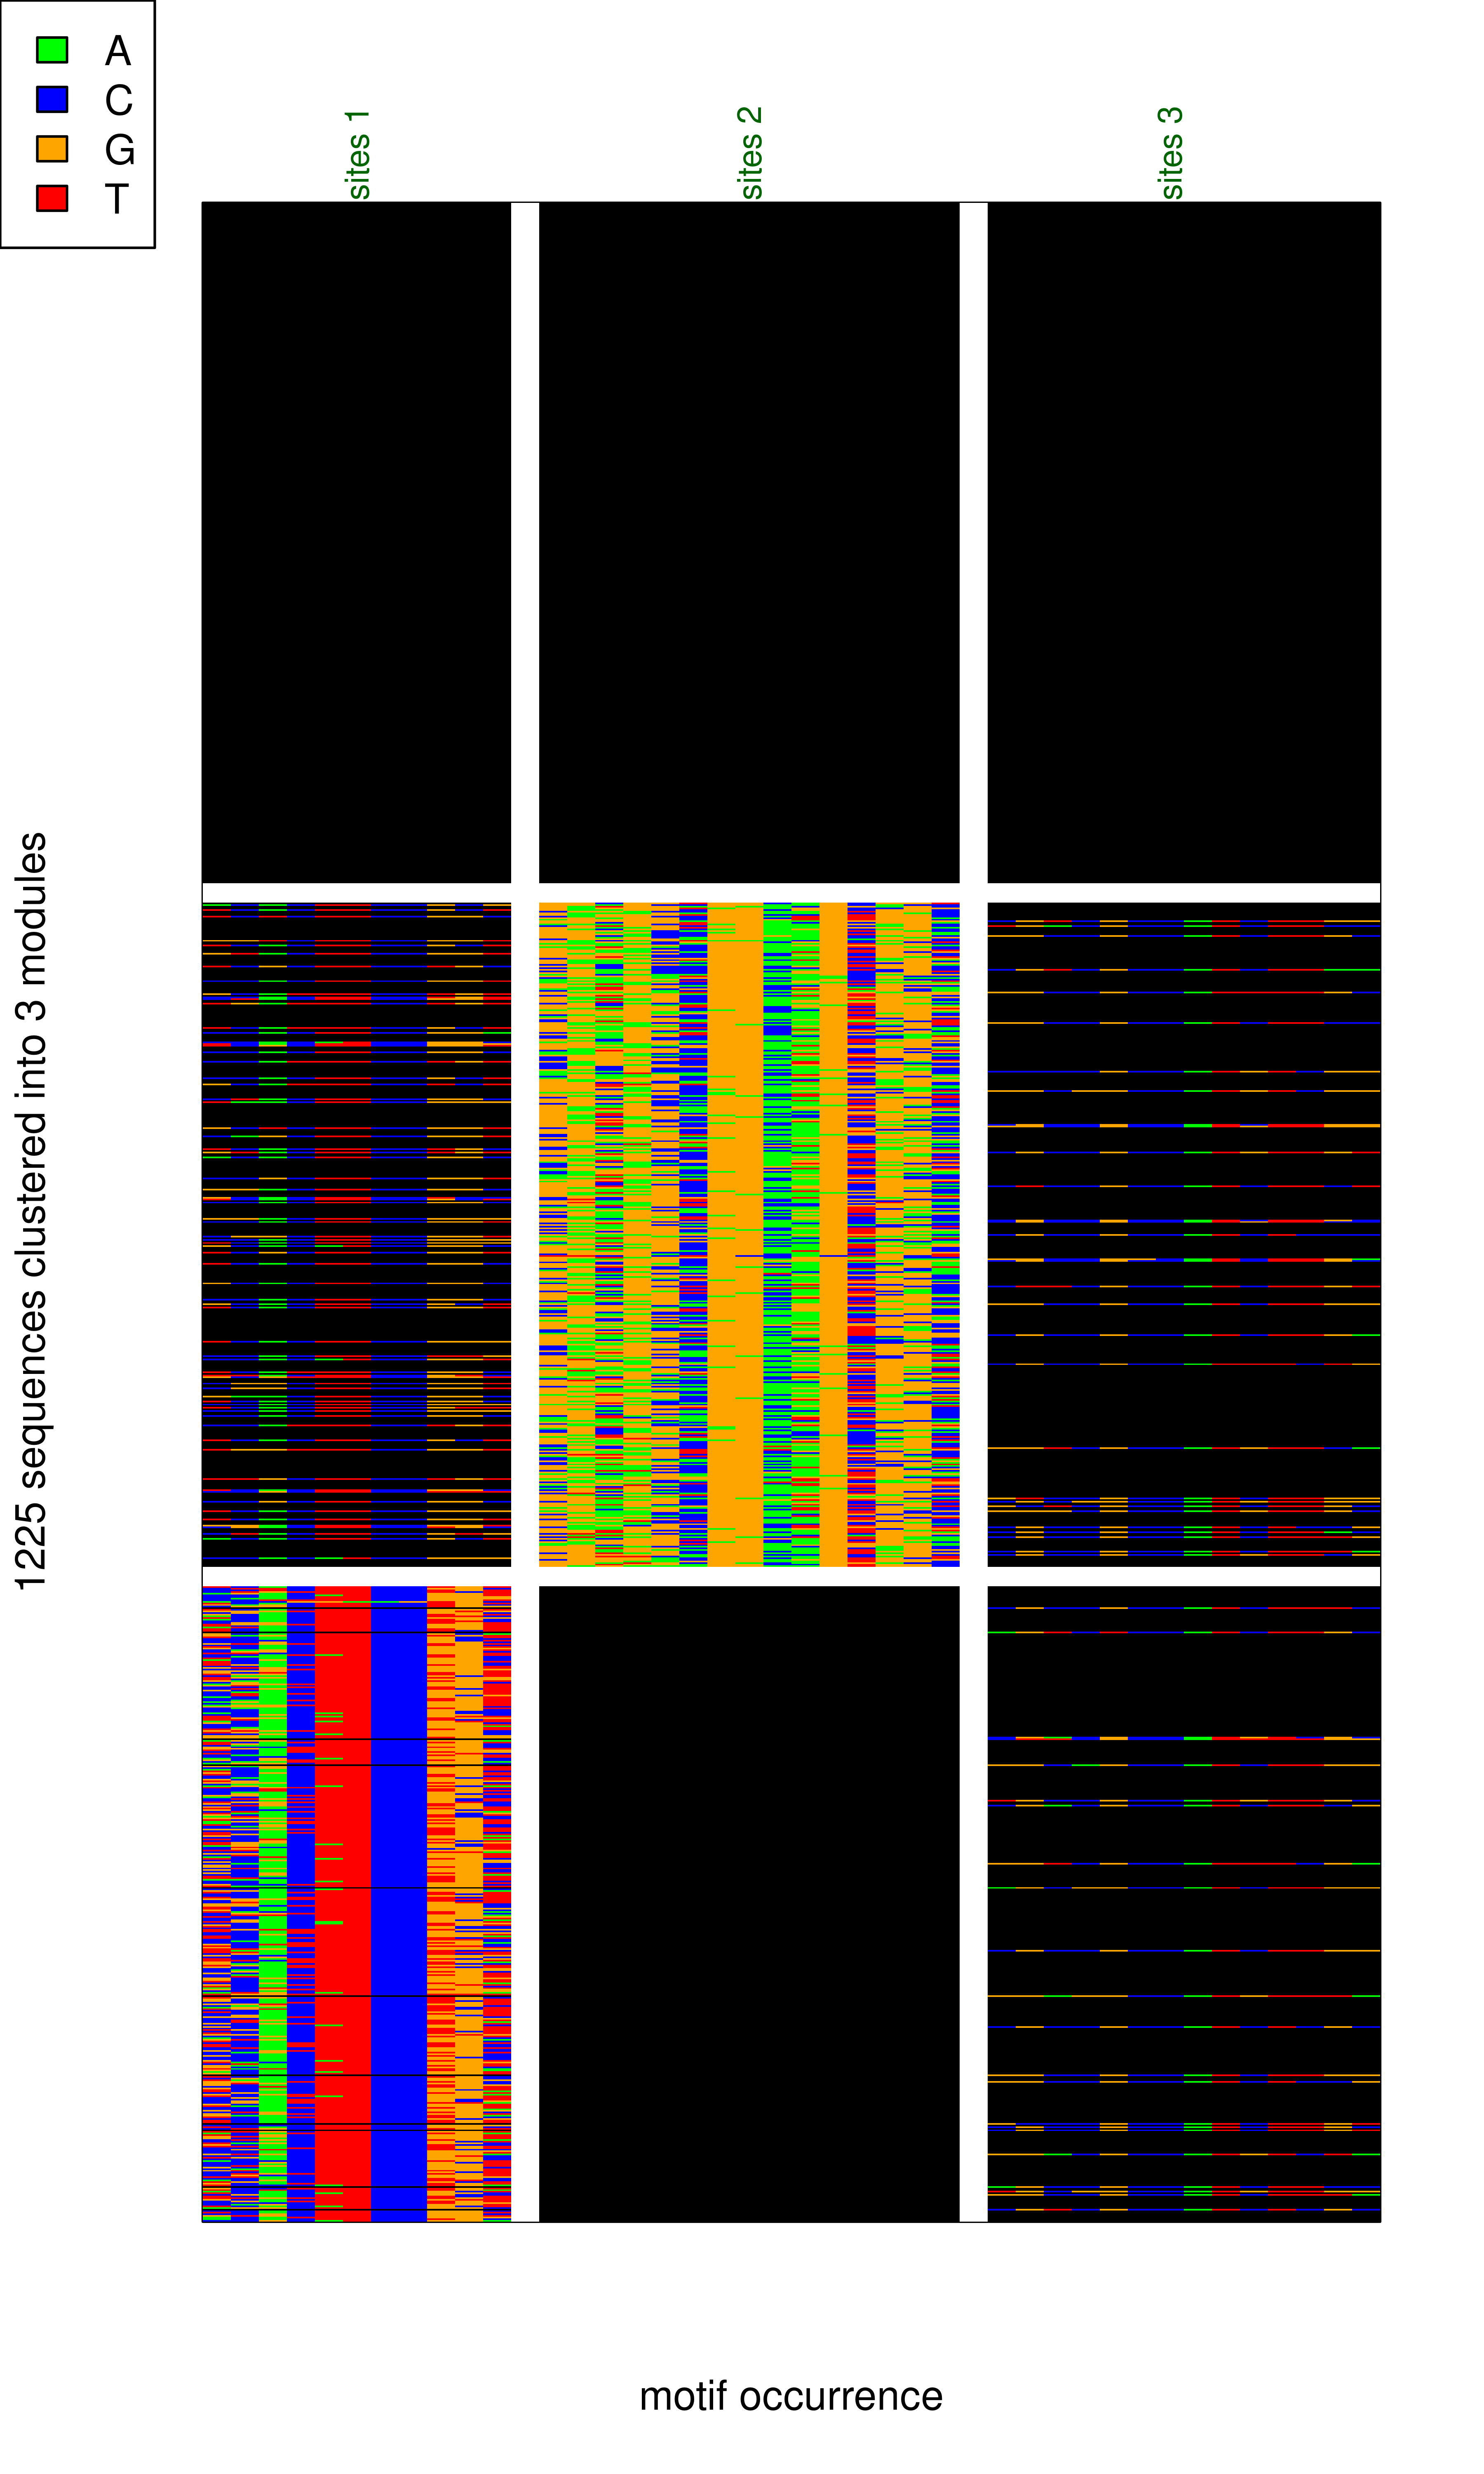 A
C
G
T
sites 1
sites 2
sites 3
1225 sequences clustered into 3 modules
motif occurrence